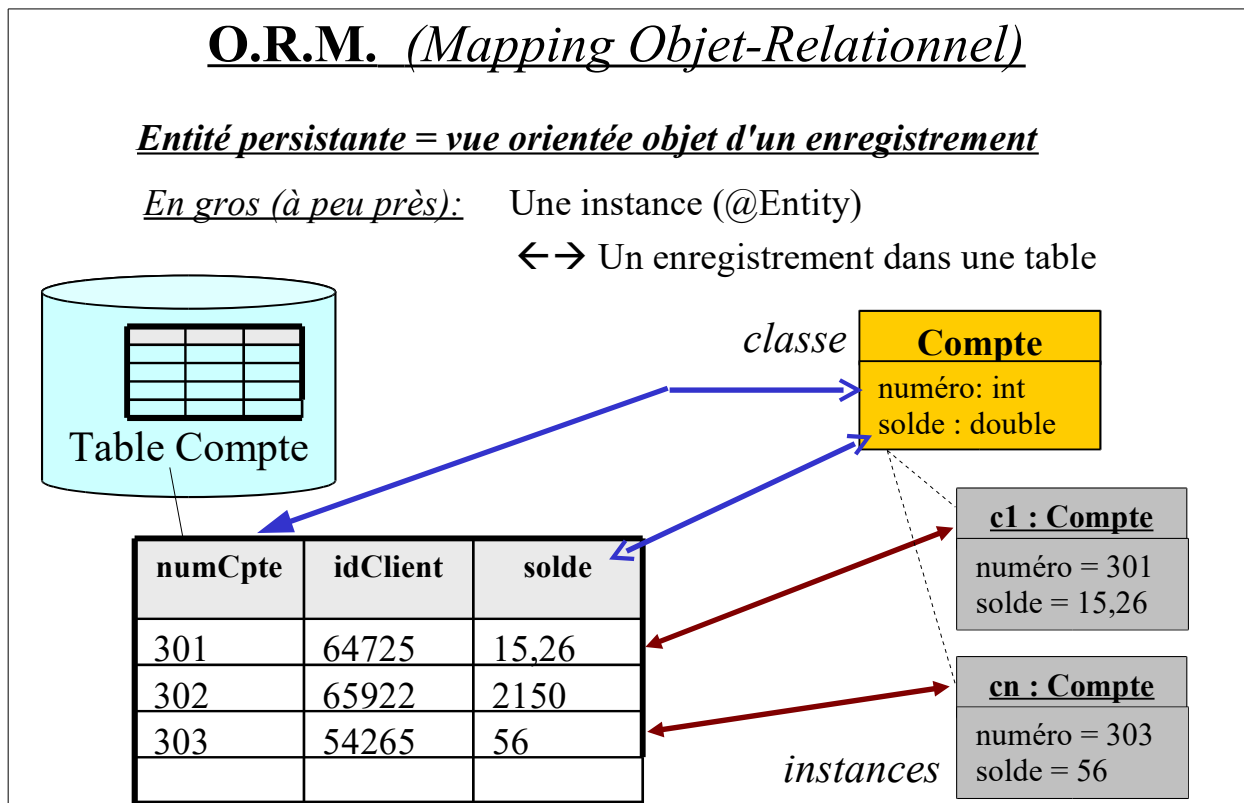 O.R.M. (Mapping Objet-Relationnel)
Entité persistante = vue orientée objet d'un enregistrement
En gros (à peu près): Une instance (@Entity)
←→ Un enregistrement dans une table
Table Compte
classe
Compte
numéro: int
solde : double
numCpte idClient solde
301 64725 15,26
302 65922 2150
303 54265 56
c1 : Compte
numéro = 301
solde = 15,26
cn : Compte
numéro = 303
solde = 56
instances